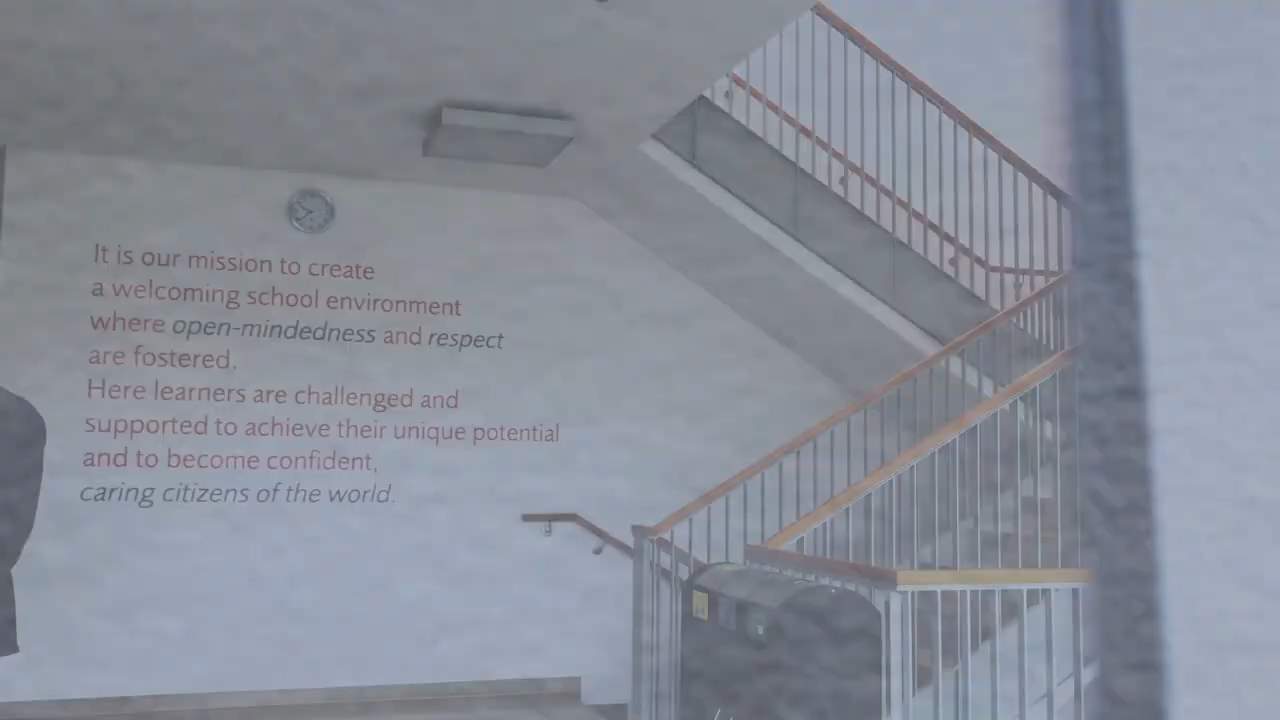 It is our mission to create
a welcoming school environment
where open-mindedness and respect
are fostered.
Here learners are challenged and
supported to achieve their unique potential
and to become confident,
caring citizens of the world.